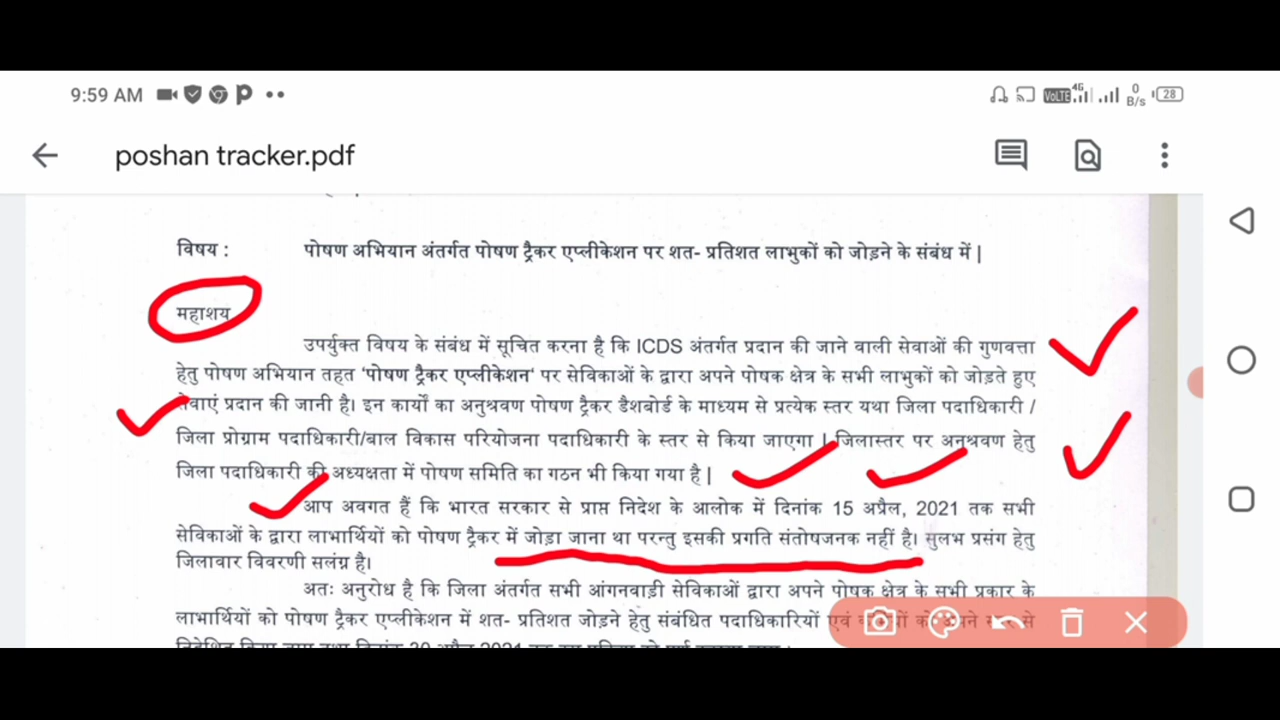 9:59 AM
VoLTE 4G 0 B/s 28
poshan tracker.pdf
विषय : पोषण अभियान अंतर्गत पोषण ट्रैकर एप्लीकेशन पर शत- प्रतिशत लाभुकों को जोड़ने के संबंध में |
महाशय
उपर्युक्त विषय के संबंध में सूचित करना है कि ICDS अंतर्गत प्रदान की जाने वाली सेवाओं की गुणवत्ता
हेतु पोषण अभियान तहत 'पोषण ट्रैकर एप्लीकेशन' पर सेविकाओं के द्वारा अपने पोषक क्षेत्र के सभी लाभुकों को जोड़ते हुए
सेवाएं प्रदान की जानी है। इन कार्यों का अनुश्रवण पोषण ट्रैकर डैशबोर्ड के माध्यम से प्रत्येक स्तर यथा जिला पदाधिकारी /
जिला प्रोग्राम पदाधिकारी/बाल विकास परियोजना पदाधिकारी के स्तर से किया जाएगा | जिलास्तर पर अनुश्रवण हेतु
जिला पदाधिकारी की अध्यक्षता में पोषण समिति का गठन भी किया गया है |
आप अवगत हैं कि भारत सरकार से प्राप्त निदेश के आलोक में दिनांक 15 अप्रैल, 2021 तक सभी
सेविकाओं के द्वारा लाभार्थियों को पोषण ट्रैकर में जोड़ा जाना था परन्तु इसकी प्रगति संतोषजनक नहीं है। सुलभ प्रसंग हेतु
जिलावार विवरणी सलंग्र है।
अतः अनुरोध है कि जिला अंतर्गत सभी आंगनवाड़ी सेविकाओं द्वारा अपने पोषक क्षेत्र के सभी प्रकार के
लाभार्थियों को पोषण ट्रैकर एप्लीकेशन में शत- प्रतिशत जोड़ने हेतु संबंधित पदाधिकारियों एवं को अपने से